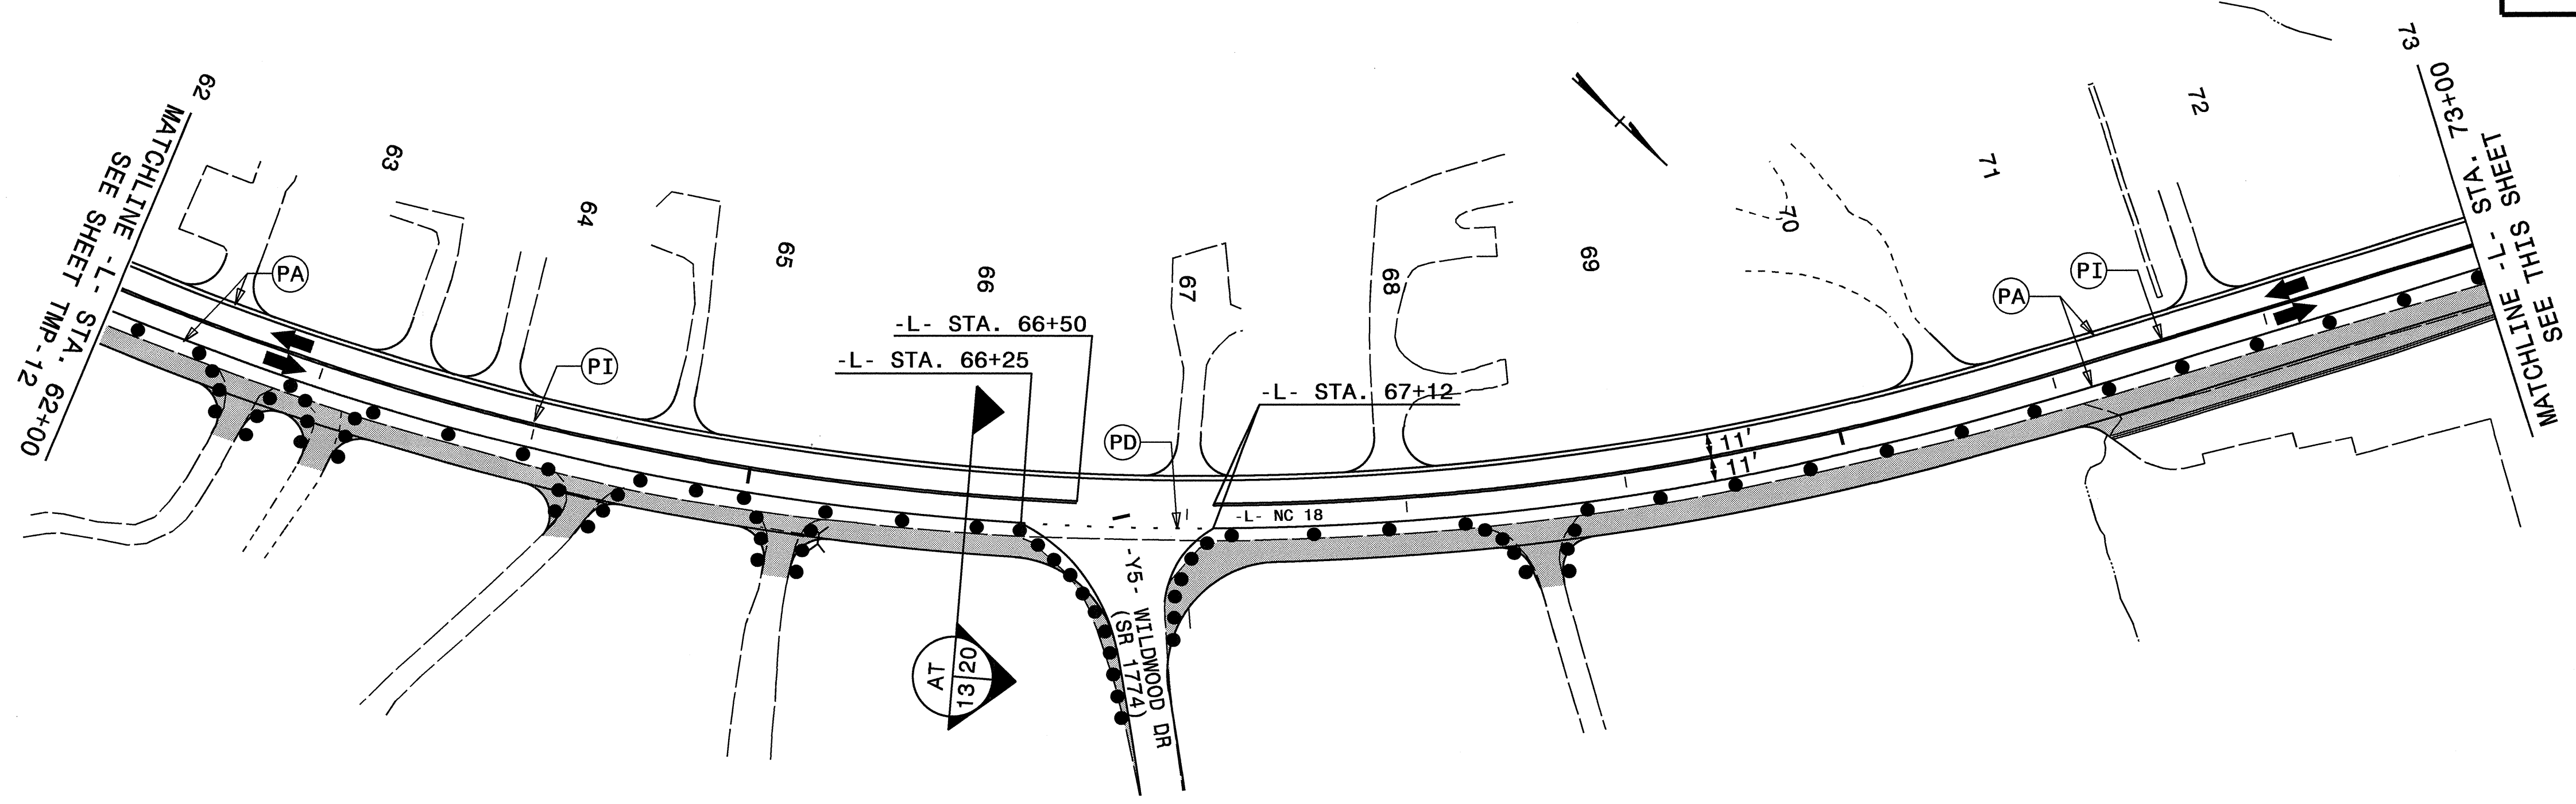 62
MATCHLINE -L- STA. 62+00
SEE SHEET TMP-12
63
64
65
66
67
68
69
70
71
72
73
MATCHLINE -L- STA. 73+00
SEE THIS SHEET
PA
PI
-L- STA. 66+50
-L- STA. 66+25
-L- STA. 67+12
PD
PA
PI
11'
11'
-L- NC 18
-Y5- WILDWOOD DR
(SR 1774)
AT
13
20